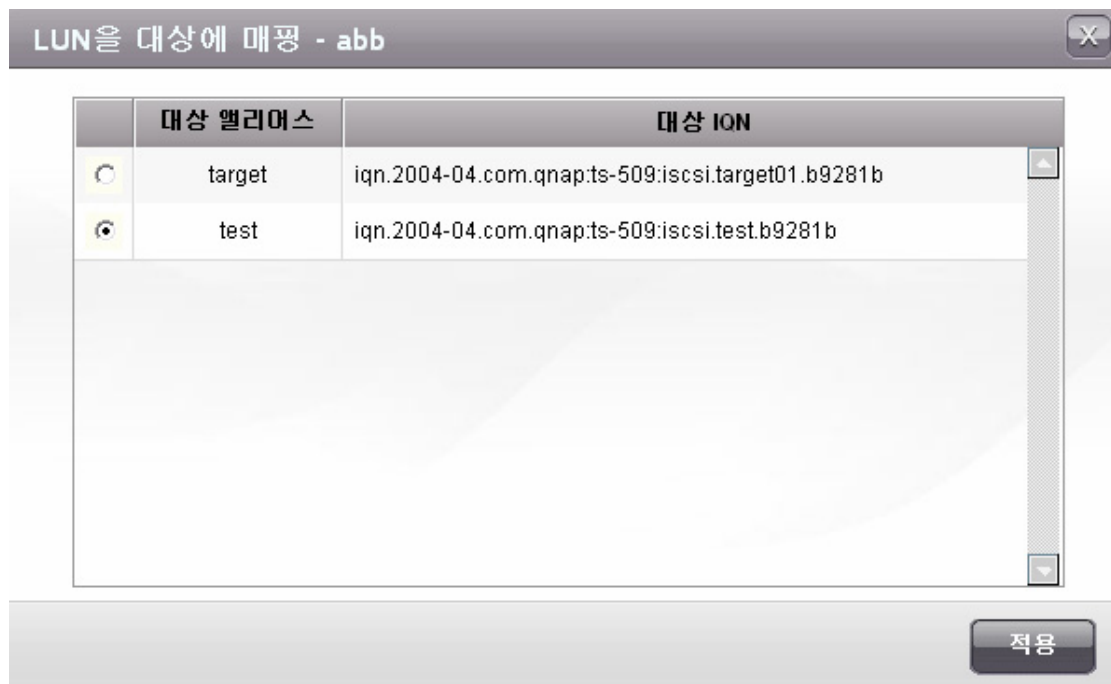 LUN을 대상에 매핑 - abb
X
대상 앨리어스 대상 IQN
target iqn.2004-04.com.qnap:ts-509:iscsi.target01.b9281b
test iqn.2004-04.com.qnap:ts-509:iscsi.test.b9281b
적용